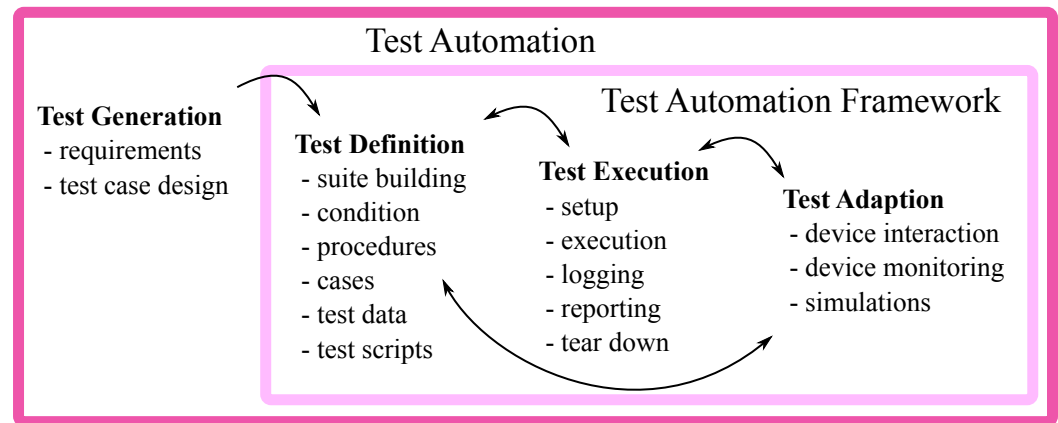 Test Automation
Test Automation Framework
Test Generation
- requirements
- test case design
Test Definition
- suite building
- condition
- procedures
- cases
- test data
- test scripts
Test Execution
- setup
- execution
- logging
- reporting
- tear down
Test Adaption
- device interaction
- device monitoring
- simulations